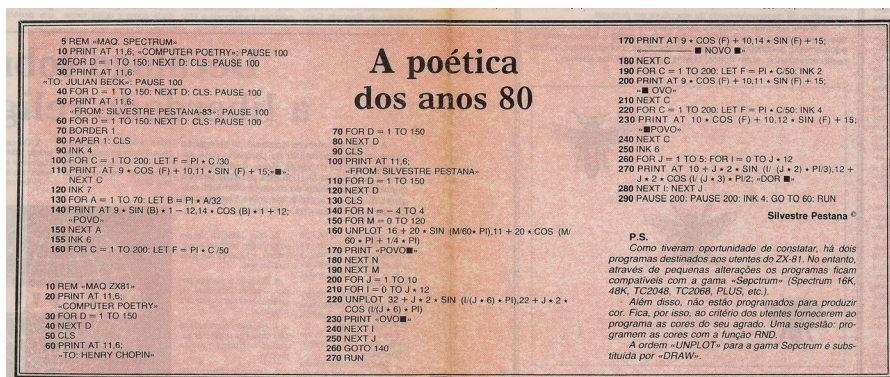 A poética
dos anos 80
5 REM «MAQ. SPECTRUM»
10 PRINT AT 11,6; «COMPUTER POETRY»: PAUSE 100
20FOR D = 1 TO 150: NEXT D: CLS: PAUSE 100
30 PRINT AT 11,6:
«TO: JULIAN BECK»: PAUSE 100
40 FOR D = 1 TO 150: NEXT D: CLS: PAUSE 100
50 PRINT AT 11,6:
«FROM: SILVESTRE PESTANA-83»: PAUSE 100
60 FOR D = 1 TO 150: NEXT D: CLS: PAUSE 100
70 BORDER 1
80 PAPER 1: CLS
90 INK 4
100 FOR C = 1 TO 200: LET F = PI * C /30
110 PRINT AT 9 * COS (F) + 10,11 * SIN (F) + 15;«■»:
NEXT C
120 INK 7
130 FOR A = 1 TO 70: LET B = PI * A/32
140 PRINT AT 9 * SIN (B) * 1 – 12,14 * COS (B) * 1 + 12;
«POVO»
150 NEXT A
155 INK 6
160 FOR C = 1 TO 200: LET F = PI * C /50
10 REM «MAQ ZX81»
20 PRINT AT 11,6;
«COMPUTER POETRY»
30 FOR D = 1 TO 150
40 NEXT D
50 CLS
60 PRINT AT 11,6;
«TO: HENRY CHOPIN»
70 FOR D = 1 TO 150
80 NEXT D
90 CLS
100 PRINT AT 11,6;
«FROM: SILVESTRE PESTANA»
110 FOR D = 1 TO 150
120 NEXT D
130 CLS
140 FOR N = – 4 TO 4
150 FOR M = 0 TO 120
160 UNPLOT 16 + 20 * SIN (M/60* PI),11 + 20 * COS (M/
60 * PI + 1/4 * PI)
170 PRINT «POVO■»
180 NEXT N
190 NEXT M
200 FOR J = 1 TO 10
210 FOR I = 0 TO J * 12
220 UNPLOT 32 + J * 2 * SIN (I/(J * 6) * PI),22 + J * 2 *
COS (I/(J * 6) * PI)
230 PRINT «OVO■»
240 NEXT I
250 NEXT J
260 GOTO 140
270 RUN
170 PRINT AT 9 * COS (F) + 10,14 * SIN (F) + 15;
«——— ■ NOVO ■»
180 NEXT C
190 FOR C = 1 TO 200: LET F = PI * C/50: INK 2
200 PRINT AT 9 * COS (F) + 10,11 * SIN (F) + 15;
«■ OVO»
210 NEXT C
220 FOR C = 1 TO 200: LET F = PI * C/50: INK 4
230 PRINT AT 10 * COS (F) + 10,12 * SIN (F) + 15;
«■POVO»
240 NEXT C
250 INK 6
260 FOR J = 1 TO 5: FOR I = 0 TO J * 12
270 PRINT AT 10 + J * 2 * SIN (I/ (J * 2) * PI/3),12 +
J * 2 * COS (I/ (J * 3) * PI/2; «DOR ■»
280 NEXT I: NEXT J
290 PAUSE 200: PAUSE 200: INK 4: GO TO 60: RUN
Silvestre Pestana ©
P.S.
Como tiveram oportunidade de constatar, há dois
programas destinados aos utentes do ZX-81. No entanto,
através de pequenas alterações os programas ficam
compatíveis com a gama «Sepctrum» (Spectrum 16K,
48K, TC2048, TC2068, PLUS, etc.).
Além disso, não estão programados para produzir
cor. Fica, por isso, ao critério dos utentes fornecerem ao
programa as cores do seu agrado. Uma sugestão: pro-
gramem as cores com a função RND.
A ordem «UNPLOT» para a gama Sepctrum é subs-
tituída por «DRAW».